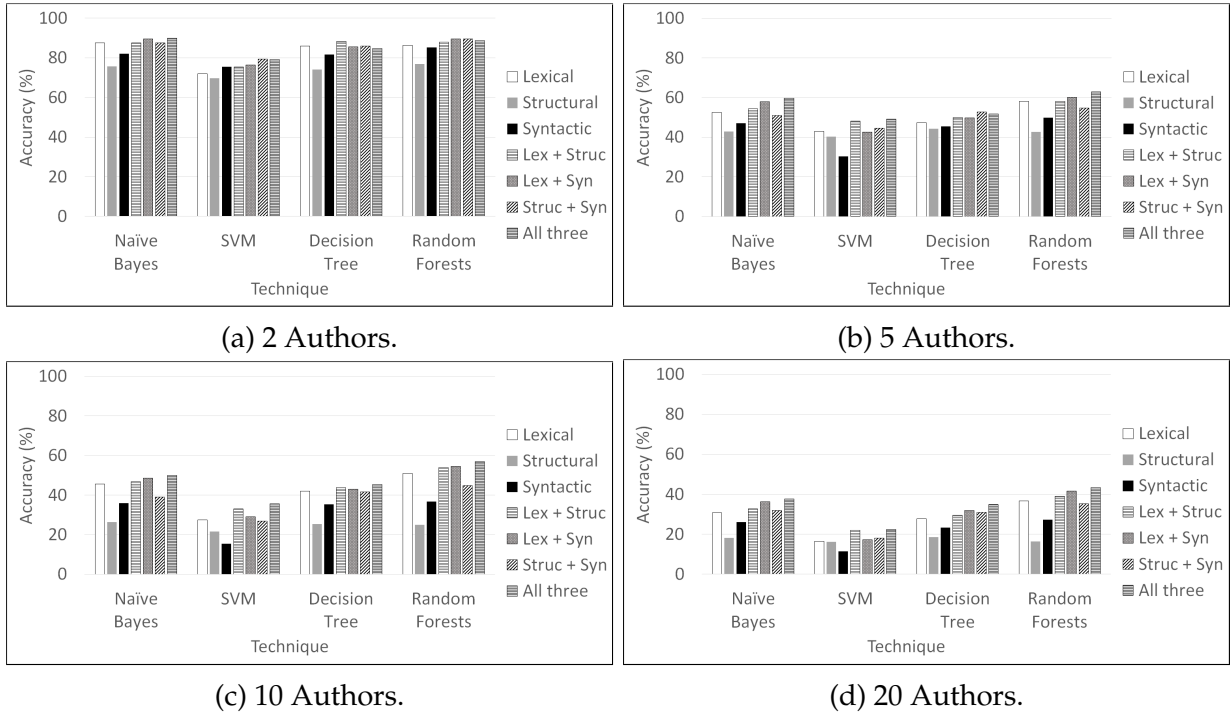 100
80
60
40
20
0
Accuracy (%)
Naïve Bayes
SVM
Decision Tree
Random Forests
Technique
Lexical
Structural
Syntactic
Lex + Struc
Lex + Syn
Struc + Syn
All three
(a) 2 Authors.
100
80
60
40
20
0
Accuracy (%)
Naïve Bayes
SVM
Decision Tree
Random Forests
Technique
Lexical
Structural
Syntactic
Lex + Struc
Lex + Syn
Struc + Syn
All three
(b) 5 Authors.
100
80
60
40
20
0
Accuracy (%)
Naïve Bayes
SVM
Decision Tree
Random Forests
Technique
Lexical
Structural
Syntactic
Lex + Struc
Lex + Syn
Struc + Syn
All three
(c) 10 Authors.
100
80
60
40
20
0
Accuracy (%)
Naïve Bayes
SVM
Decision Tree
Random Forests
Technique
Lexical
Structural
Syntactic
Lex + Struc
Lex + Syn
Struc + Syn
All three
(d) 20 Authors.